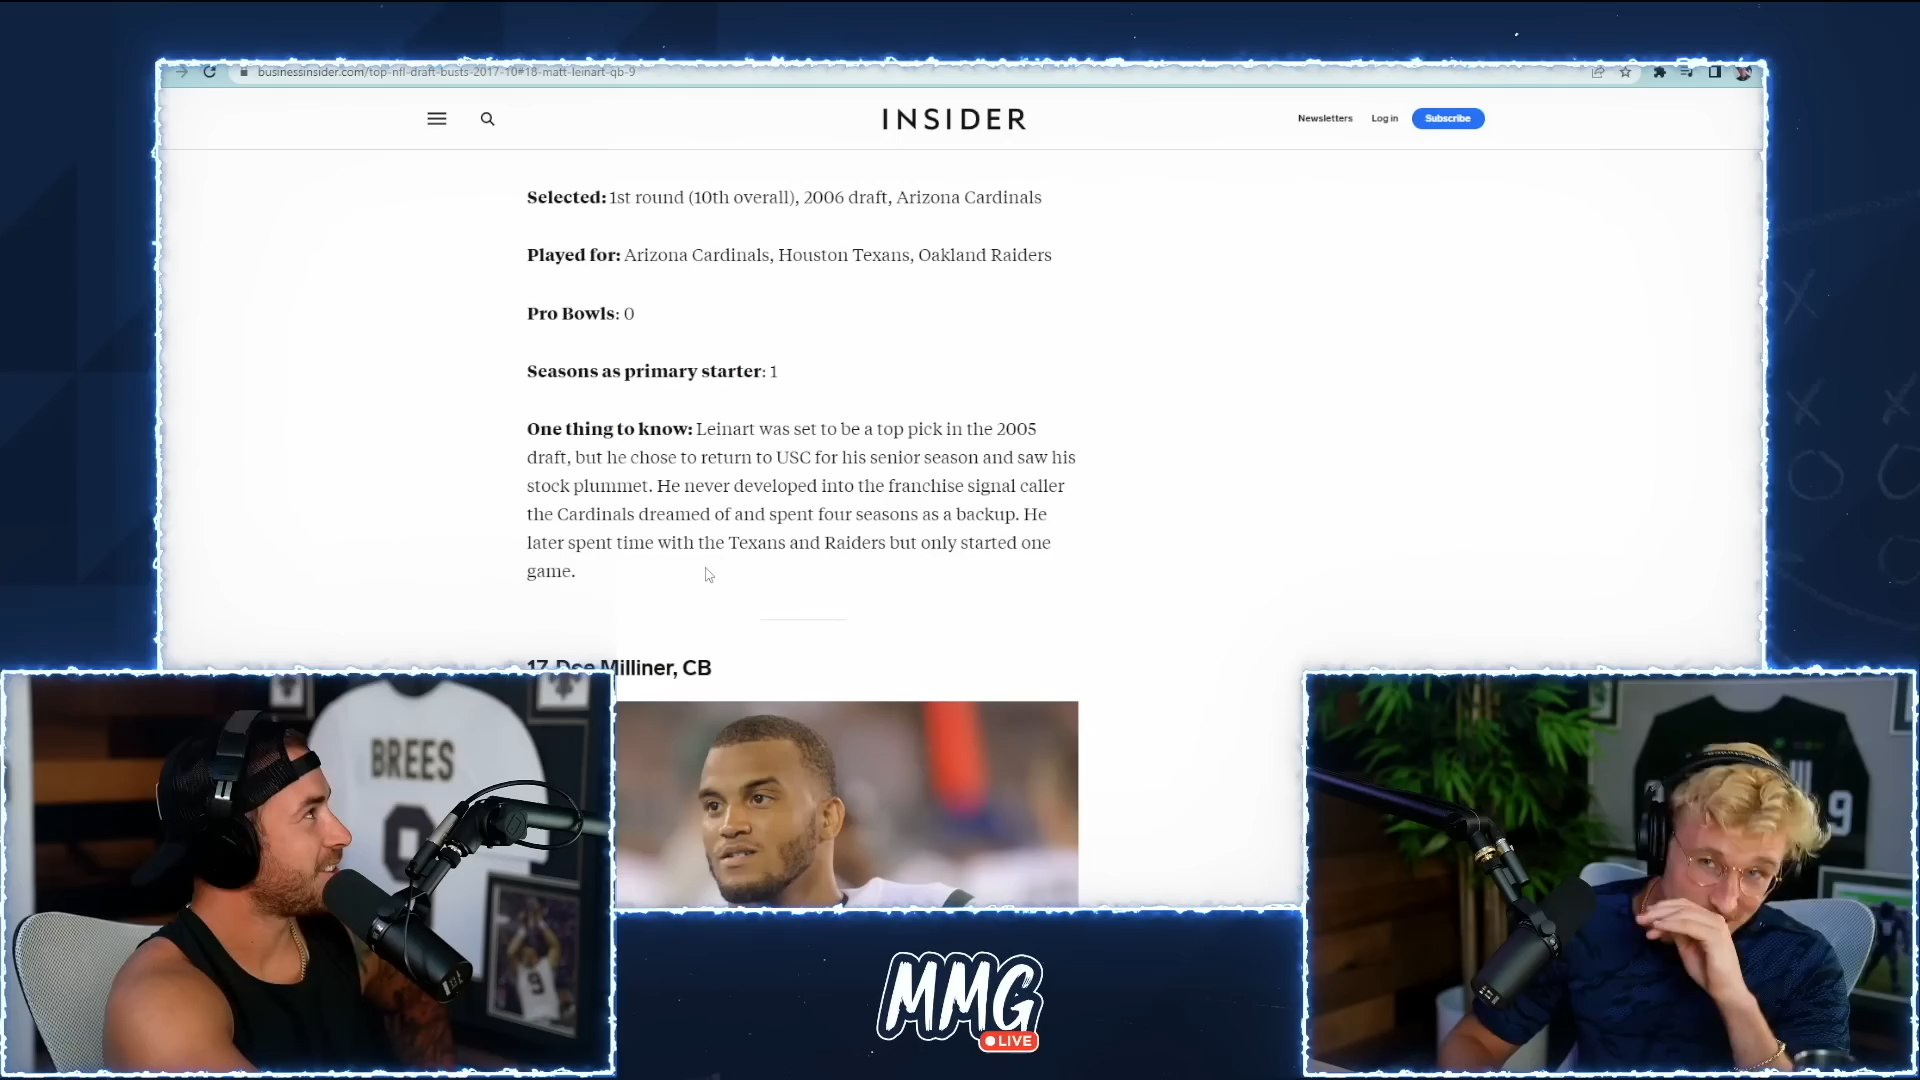 businessinsider.com/top-nfl-draft-busts-2017-10#18-matt-leinart-qb-9
INSIDER
Newsletters
Log in
Subscribe
Selected: 1st round (10th overall), 2006 draft, Arizona Cardinals
Played for: Arizona Cardinals, Houston Texans, Oakland Raiders
Pro Bowls: 0
Seasons as primary starter: 1
One thing to know: Leinart was set to be a top pick in the 2005
draft, but he chose to return to USC for his senior season and saw his
stock plummet. He never developed into the franchise signal caller
the Cardinals dreamed of and spent four seasons as a backup. He
later spent time with the Texans and Raiders but only started one
game.
17. Dee Milliner, CB
BREES
9
9
9
MMG
LIVE